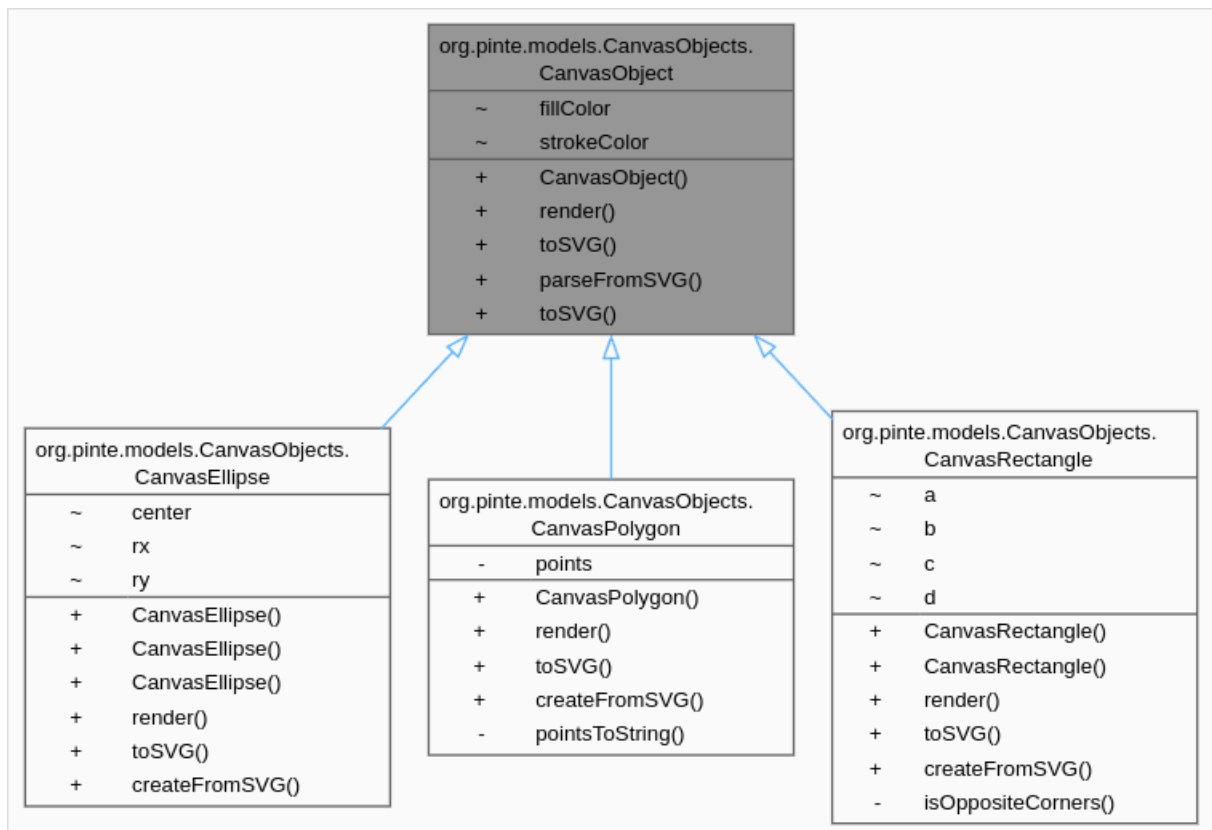 org.pinte.models.CanvasObjects.
CanvasObject
~ fillColor
~ strokeColor
+ CanvasObject()
+ render()
+ toSVG()
+ parseFromSVG()
+ toSVG()
org.pinte.models.CanvasObjects.
CanvasEllipse
~ center
~ rx
~ ry
+ CanvasEllipse()
+ CanvasEllipse()
+ CanvasEllipse()
+ render()
+ toSVG()
+ createFromSVG()
org.pinte.models.CanvasObjects.
CanvasPolygon
- points
+ CanvasPolygon()
+ render()
+ toSVG()
+ createFromSVG()
- pointsToString()
org.pinte.models.CanvasObjects.
CanvasRectangle
~ a
~ b
~ c
~ d
+ CanvasRectangle()
+ CanvasRectangle()
+ render()
+ toSVG()
+ createFromSVG()
- isOppositeCorners()